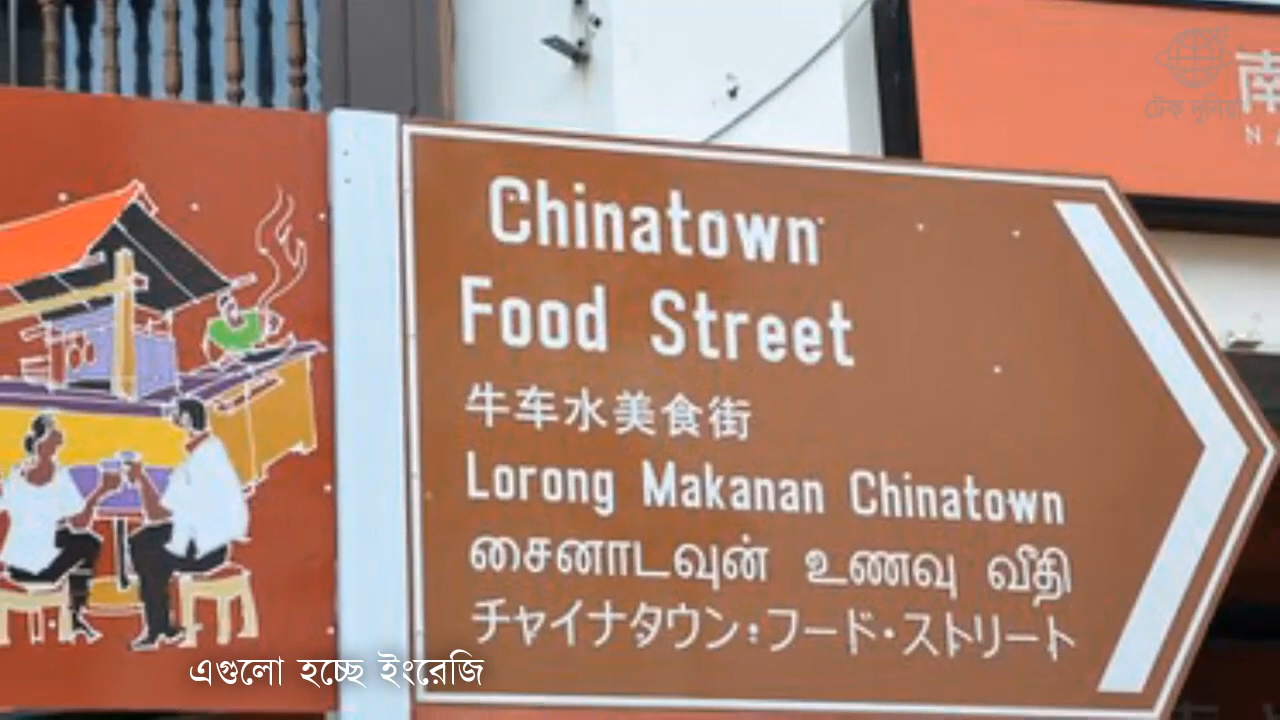 Chinatown
Food Street
牛车水美食街
Lorong Makanan Chinatown
சைனாடவுன் உணவு வீதி
チャイナタウン・フード・ストリート
南
টেক দুনিয়া
এগুলো হচ্ছে ইংরেজি